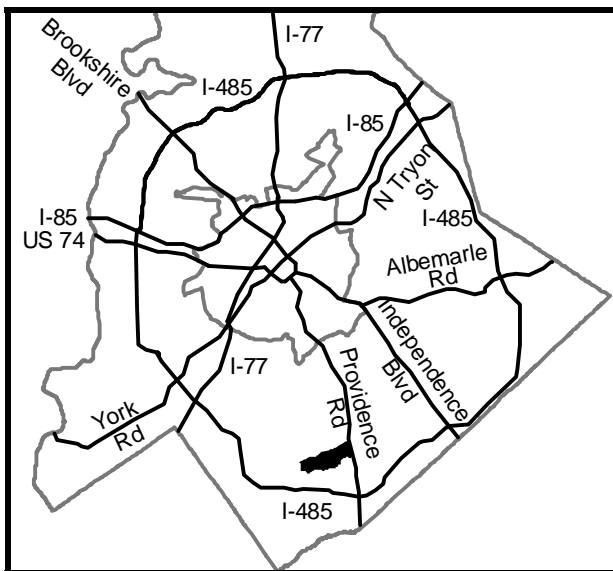 I-77
Brookshire
Blvd
I-485
I-85
N Tryon
St
I-85
US 74
I-485
Albemarle
Rd
Independence
Blvd
Providence
Rd
I-77
York
Rd
I-485